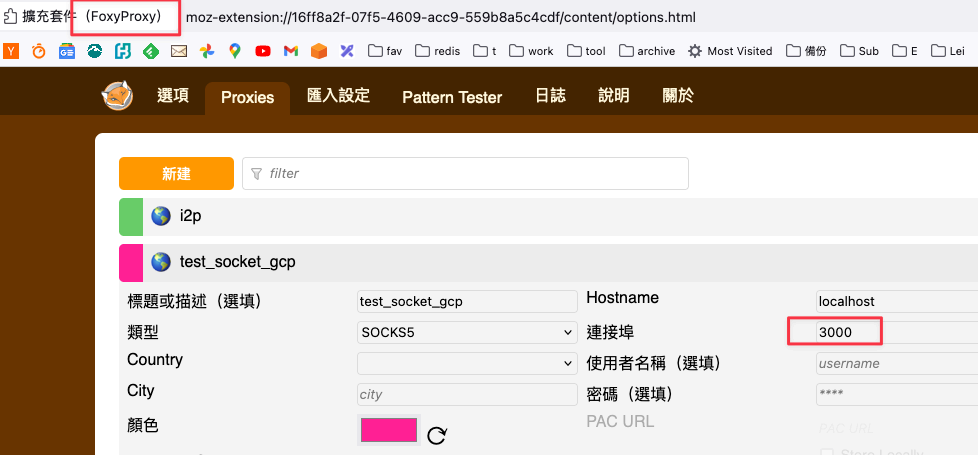 擴充套件（FoxyProxy） moz-extension://16ff8a2f-07f5-4609-acc9-559b8a5c4cdf/content/options.html
fav redis t work tool archive Most Visited 備份 Sub E Lei
選項 Proxies 匯入設定 Pattern Tester 日誌 說明 關於
新建 filter
i2p
test_socket_gcp
標題或描述（選填） test_socket_gcp Hostname localhost
類型 SOCKS5 連接埠 3000
Country 使用者名稱（選填） username
City city 密碼（選填） ****
顏色 PAC URL PAC URL
Store Locally